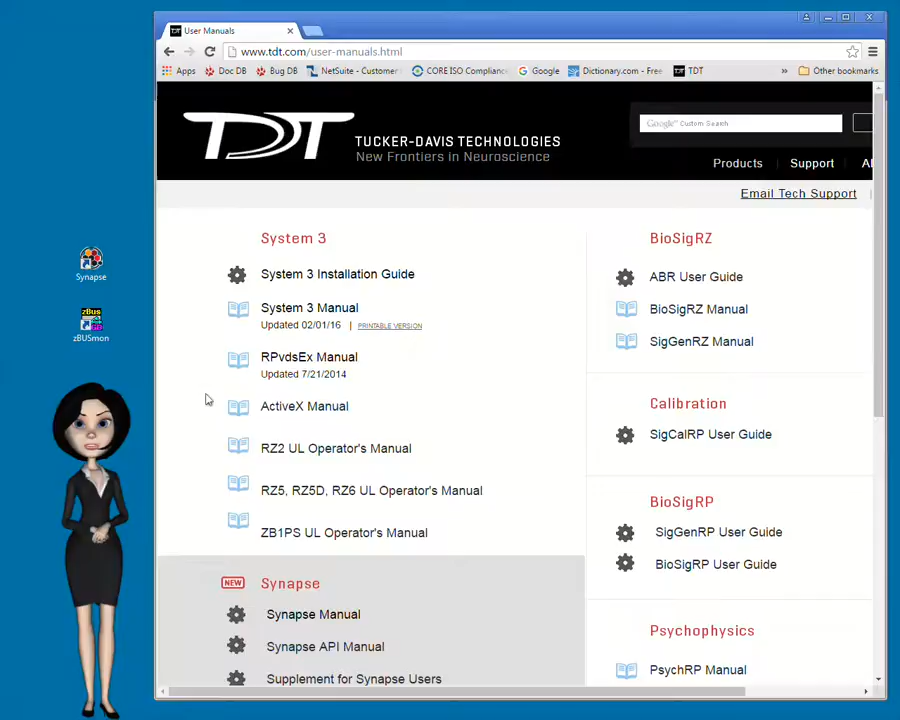 User Manuals
www.tdt.com/user-manuals.html
Apps Doc DB Bug DB NetSuite - Customer CORE ISO Compliance Google Dictionary.com - Free TDT » Other bookmarks
TDT
TUCKER-DAVIS TECHNOLOGIES
New Frontiers in Neuroscience
Google™ Custom Search
Products | Support | Al
Email Tech Support |
System 3
System 3 Installation Guide
System 3 Manual
Updated 02/01/16 | PRINTABLE VERSION
RPvdsEx Manual
Updated 7/21/2014
ActiveX Manual
RZ2 UL Operator's Manual
RZ5, RZ5D, RZ6 UL Operator's Manual
ZB1PS UL Operator's Manual
NEW Synapse
Synapse Manual
Synapse API Manual
Supplement for Synapse Users
BioSigRZ
ABR User Guide
BioSigRZ Manual
SigGenRZ Manual
Calibration
SigCalRP User Guide
BioSigRP
SigGenRP User Guide
BioSigRP User Guide
Psychophysics
PsychRP Manual
Synapse
zBus
GB
zBUSmon